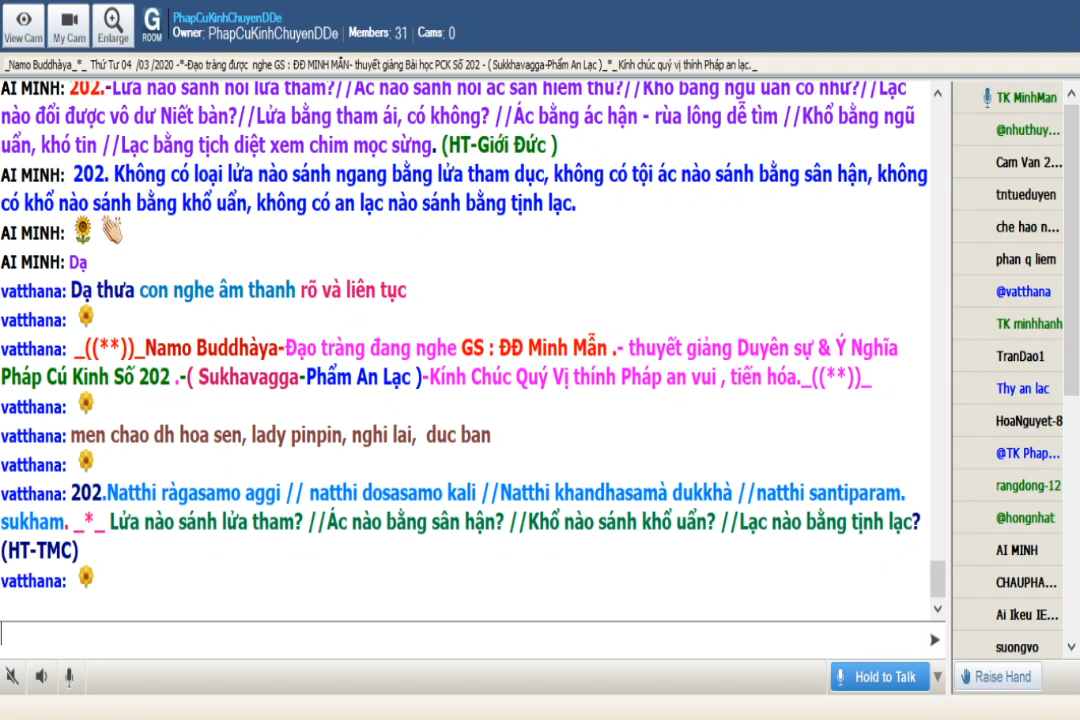 PhapCuKinhChuyenDDe
Owner: PhapCuKinhChuyenDDe Members: 31 Cams: 0
View Cam My Cam Enlarge G ROOM
_Namo Buddhàya_*_ Thứ Tư 04 /03 /2020 -*-Đạo tràng được nghe GS : ĐĐ MINH MẪN- thuyết giảng Bài học PCK Số 202 - ( Sukkhavagga-Phẩm An Lạc )_*_ Kính chúc quý vị thính Pháp an lạc._
AI MINH: 202.-Lửa nào sánh nổi lửa tham?//Ác nào sánh nổi ác sân hiềm thù?//Khổ bằng ngũ uẩn có như?//Lạc
nào đổi được vô dư Niết bàn?//Lửa bằng tham ái, có không? //Ác bằng ác hận - rùa lông dễ tìm //Khổ bằng ngũ
uẩn, khó tin //Lạc bằng tịch diệt xem chim mọc sừng. (HT-Giới Đức )
AI MINH: 202. Không có loại lửa nào sánh ngang bằng lửa tham dục, không có tội ác nào sánh bằng sân hận, không
có khổ nào sánh bằng khổ uẩn, không có an lạc nào sánh bằng tịnh lạc.
AI MINH:
AI MINH: Dạ
vatthana: Dạ thưa con nghe âm thanh rõ và liên tục
vatthana:
vatthana: _((**))_Namo Buddhàya-Đạo tràng đang nghe GS : ĐĐ Minh Mẫn .- thuyết giảng Duyên sự & Ý Nghĩa
Pháp Cú Kinh Số 202 .-( Sukhavagga-Phẩm An Lạc )-Kính Chúc Quý Vị thính Pháp an vui , tiến hóa._((**))_
vatthana:
vatthana: men chao dh hoa sen, lady pinpin, nghi lai, duc ban
vatthana:
vatthana: 202.Natthi ràgasamo aggi // natthi dosasamo kali //Natthi khandhasamà dukkhà //natthi santiparam.
sukham. _*_ Lửa nào sánh lửa tham? //Ác nào bằng sân hận? //Khổ nào sánh khổ uẩn? //Lạc nào bằng tịnh lạc?
(HT-TMC)
vatthana:
TK MinhMan
@nhuthuy...
Cam Van 2...
tntueduyen
che hao n...
phan q liem
@vatthana
TK minhhanh
TranDao1
Thy an lac
HoaNguyet-8
@TK Phap...
rangdong-12
@hongnhat
AI MINH
CHAUPHA...
Ai Ikeu IE...
suongvo
Hold to Talk
Raise Hand